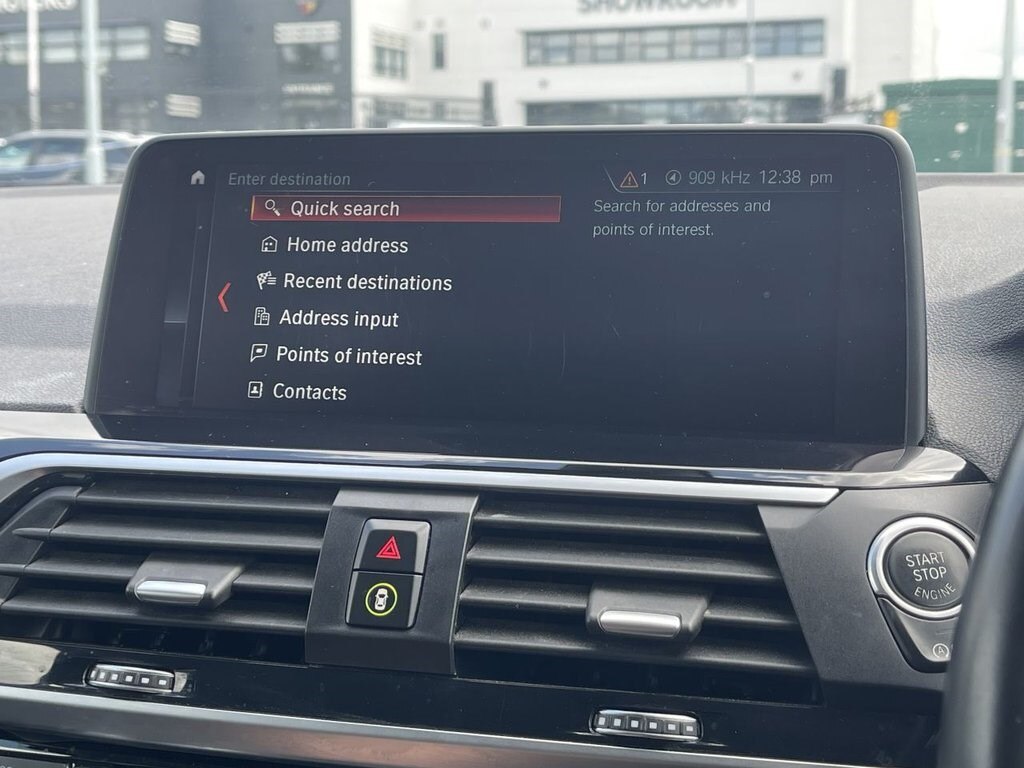 SHOWROOM
Enter destination
1 909 kHz 12:38 pm
Quick search
Search for addresses and
points of interest.
Home address
Recent destinations
Address input
Points of interest
Contacts
START
STOP
ENGINE
A